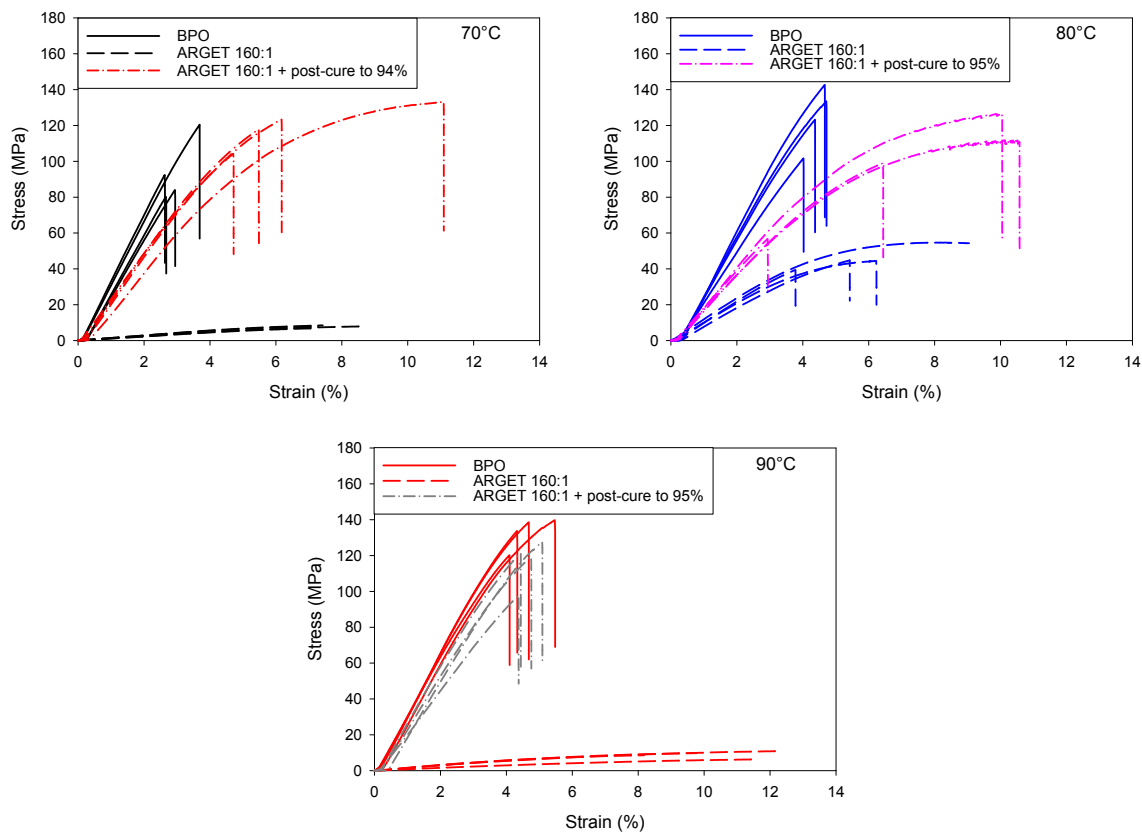 180
160
140
120
100
80
60
40
20
0
Stress (MPa)
BPO
ARGET 160:1
ARGET 160:1 + post-cure to 94%
70°C
0 2 4 6 8 10 12 14
Strain (%)
180
160
140
120
100
80
60
40
20
0
Stress (MPa)
BPO
ARGET 160:1
ARGET 160:1 + post-cure to 95%
80°C
0 2 4 6 8 10 12 14
Strain (%)
180
160
140
120
100
80
60
40
20
0
Stress (MPa)
BPO
ARGET 160:1
ARGET 160:1 + post-cure to 95%
90°C
0 2 4 6 8 10 12 14
Strain (%)